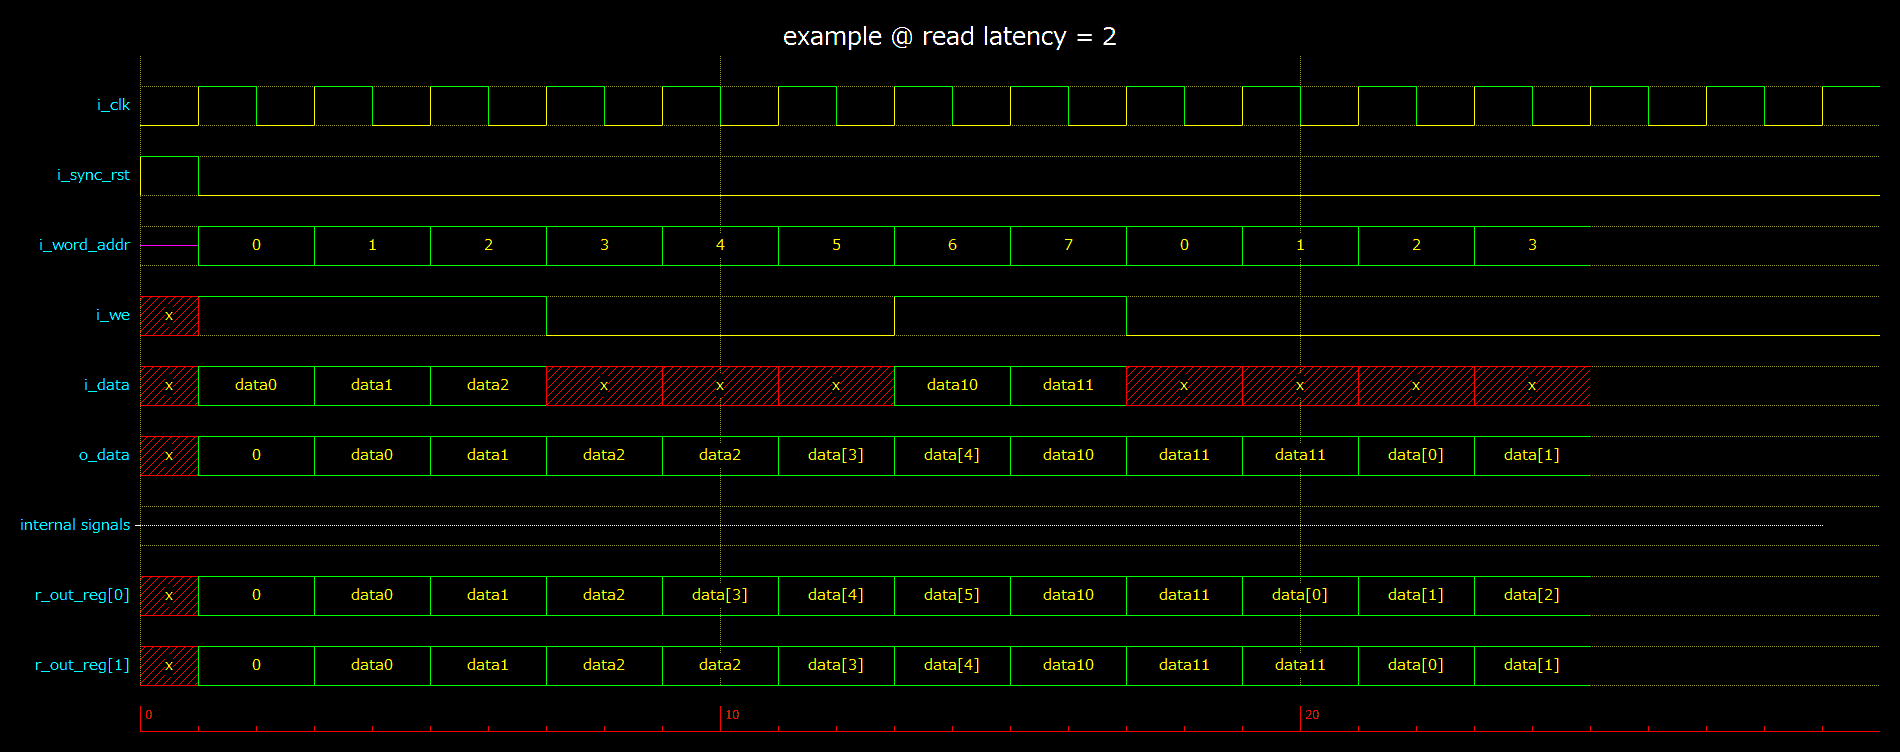 example @ read latency = 2
i_clk
i_sync_rst
i_word_addr 0 1 2 3 4 5 6 7 0 1 2 3
i_we x
i_data x data0 data1 data2 x x x data10 data11 x x x x
o_data x 0 data0 data1 data2 data2 data[3] data[4] data10 data11 data11 data[0] data[1]
internal signals
r_out_reg[0] x 0 data0 data1 data2 data[3] data[4] data[5] data10 data11 data[0] data[1] data[2]
r_out_reg[1] x 0 data0 data1 data2 data2 data[3] data[4] data10 data11 data11 data[0] data[1]
0 10 20